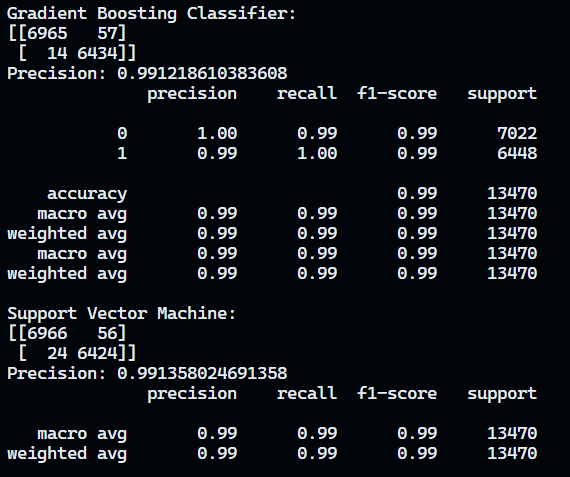 Gradient Boosting Classifier:
[[6965   57]
 [  14 6434]]
Precision: 0.991218610383608
              precision    recall  f1-score   support

           0       1.00      0.99      0.99      7022
           1       0.99      1.00      0.99      6448

    accuracy                           0.99     13470
   macro avg       0.99      0.99      0.99     13470
weighted avg       0.99      0.99      0.99     13470
   macro avg       0.99      0.99      0.99     13470
weighted avg       0.99      0.99      0.99     13470

Support Vector Machine:
[[6966   56]
 [  24 6424]]
Precision: 0.991358024691358
              precision    recall  f1-score   support

   macro avg       0.99      0.99      0.99     13470
weighted avg       0.99      0.99      0.99     13470